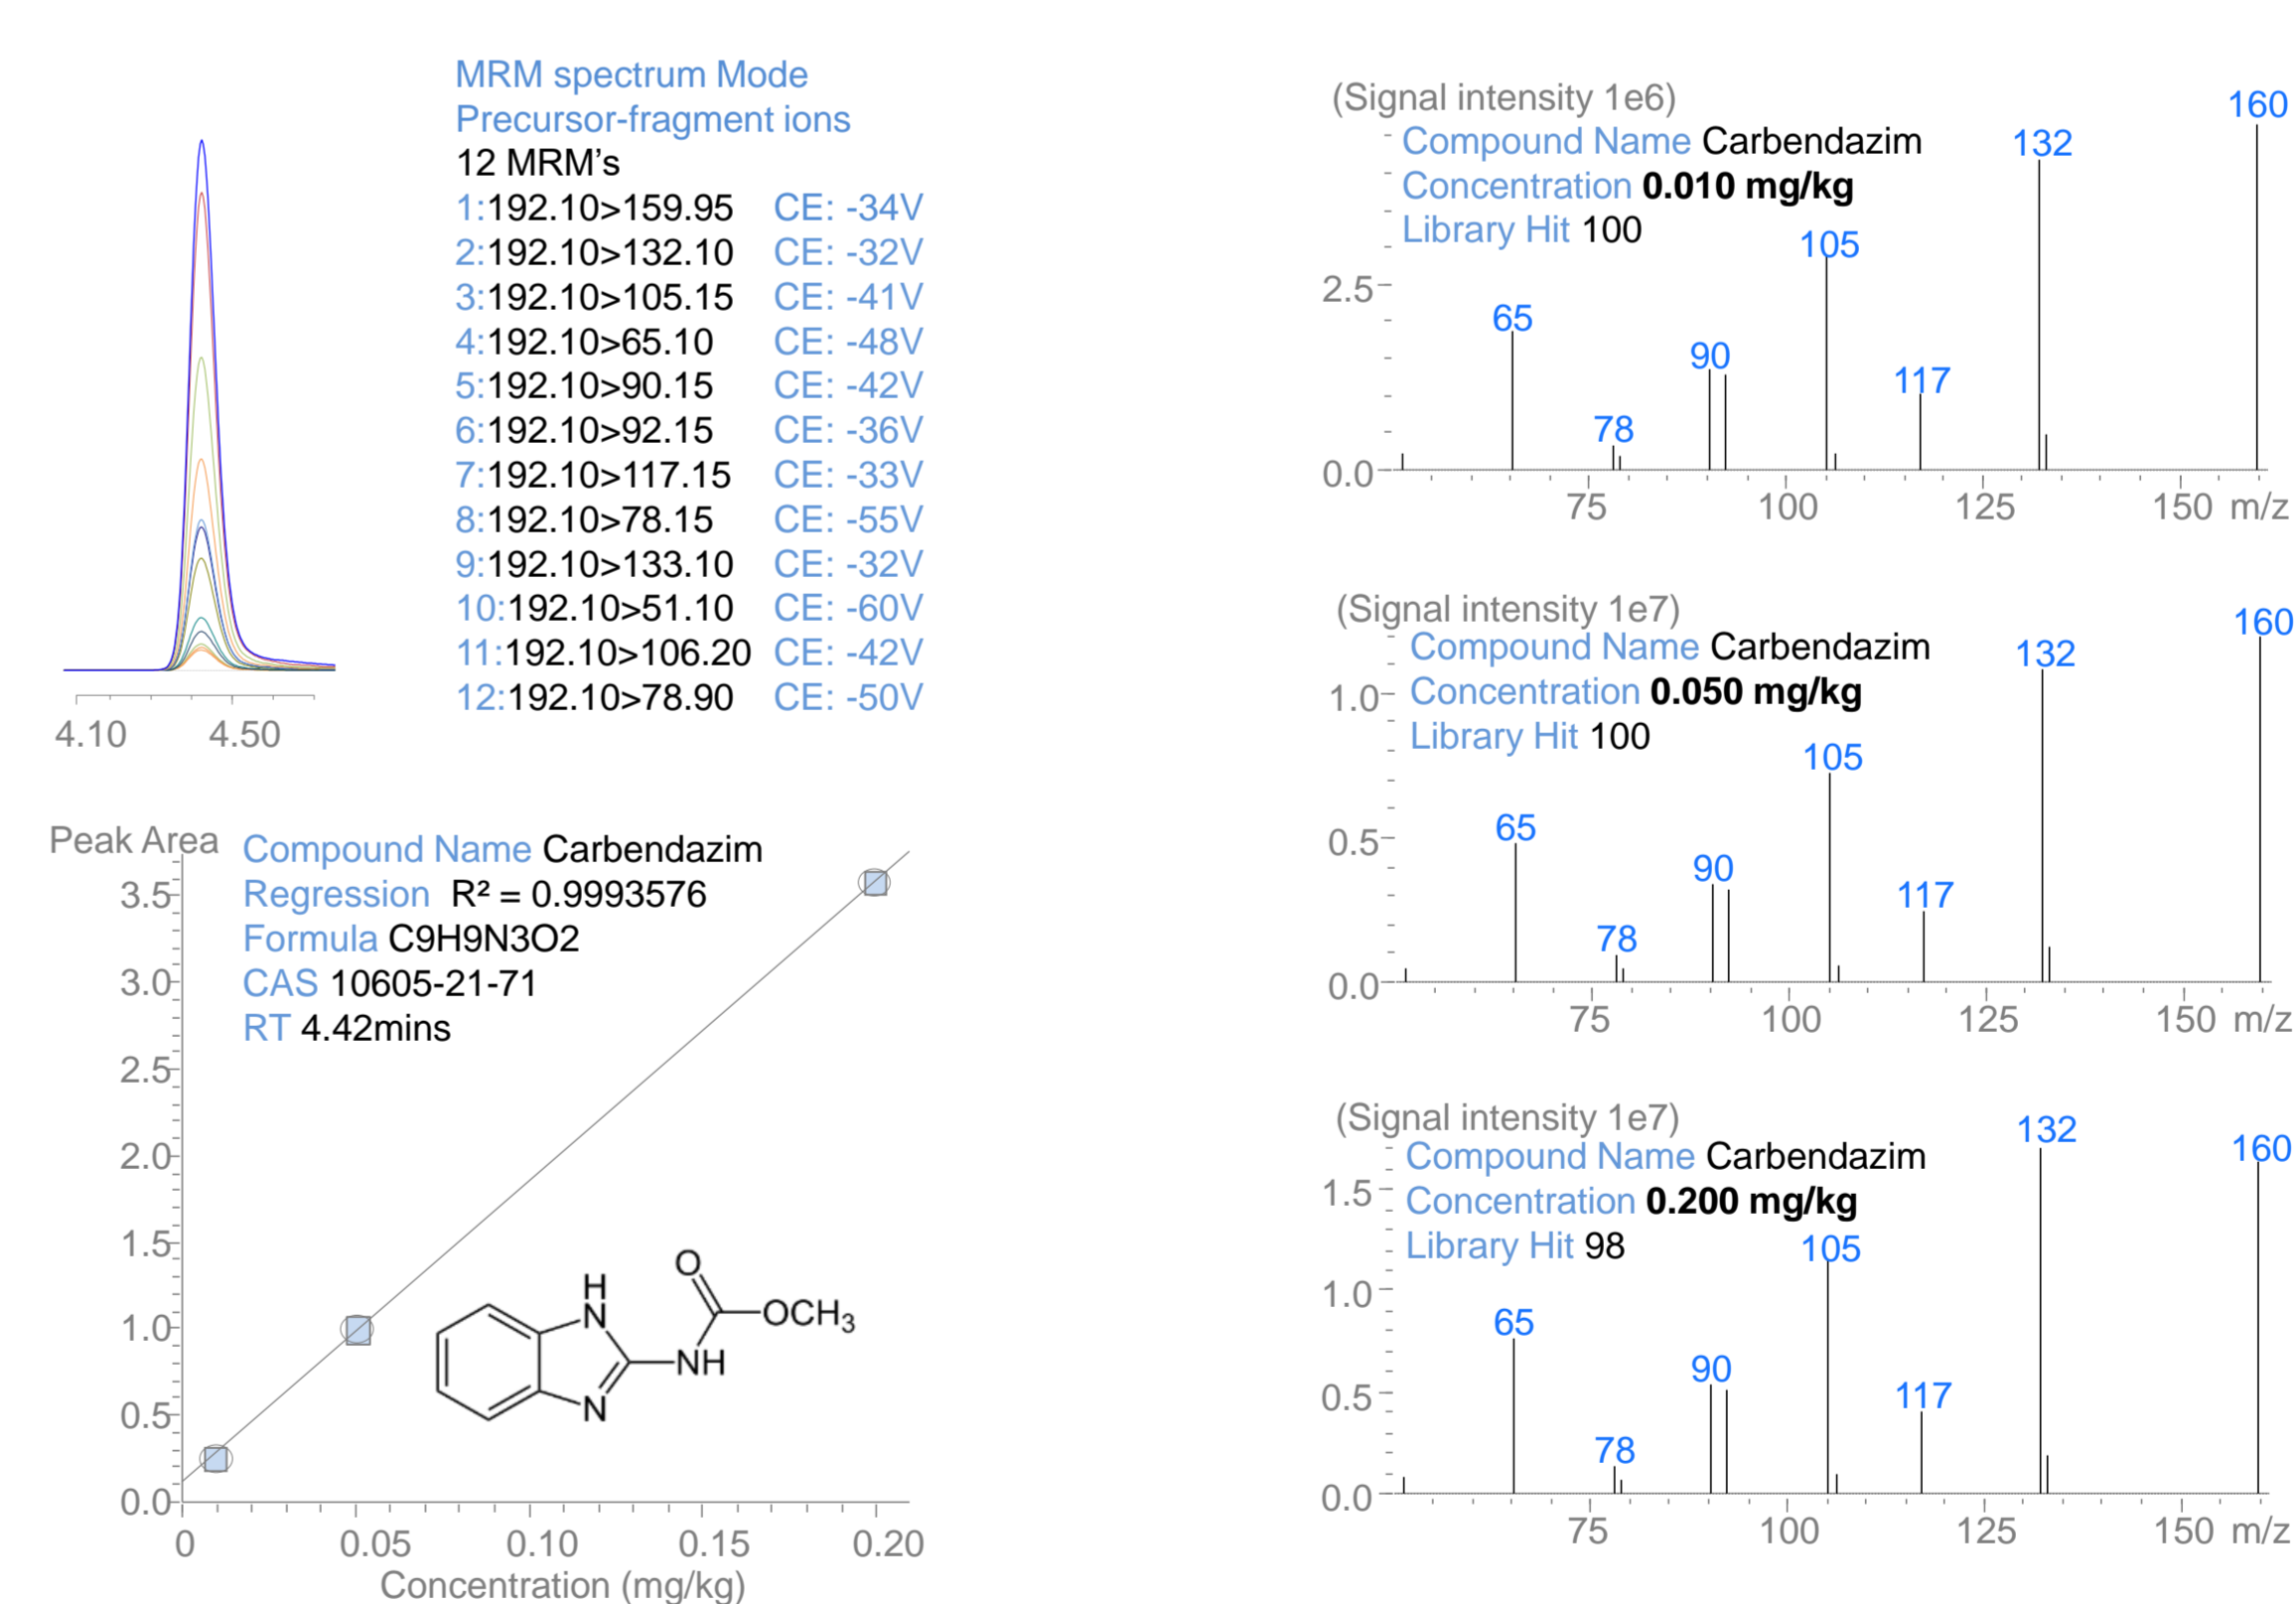 MRM spectrum Mode
Precursor-fragment ions
12 MRM's
1:192.10>159.95 CE: -34V
2:192.10>132.10 CE: -32V
3:192.10>105.15 CE: -41V
4:192.10>65.10 CE: -48V
5:192.10>90.15 CE: -42V
6:192.10>92.15 CE: -36V
7:192.10>117.15 CE: -33V
8:192.10>78.15 CE: -55V
9:192.10>133.10 CE: -32V
10:192.10>51.10 CE: -60V
11:192.10>106.20 CE: -42V
12:192.10>78.90 CE: -50V
4.10 4.50
Peak Area
Compound Name Carbendazim
Regression R² = 0.9993576
Formula C9H9N3O2
CAS 10605-21-71
RT 4.42mins
3.5
3.0
2.5
2.0
1.5
1.0
0.5
0.0
H
N
N
NH
O
OCH3
0 0.05 0.10 0.15 0.20
Concentration (mg/kg)
(Signal intensity 1e6)
Compound Name Carbendazim
Concentration 0.010 mg/kg
Library Hit 100
2.5
0.0
65 78 90 105 117 132 160
75 100 125 150 m/z
(Signal intensity 1e7)
Compound Name Carbendazim
Concentration 0.050 mg/kg
Library Hit 100
1.0
0.5
0.0
65 78 90 105 117 132 160
75 100 125 150 m/z
(Signal intensity 1e7)
Compound Name Carbendazim
Concentration 0.200 mg/kg
Library Hit 98
1.5
1.0
0.5
0.0
65 78 90 105 117 132 160
75 100 125 150 m/z